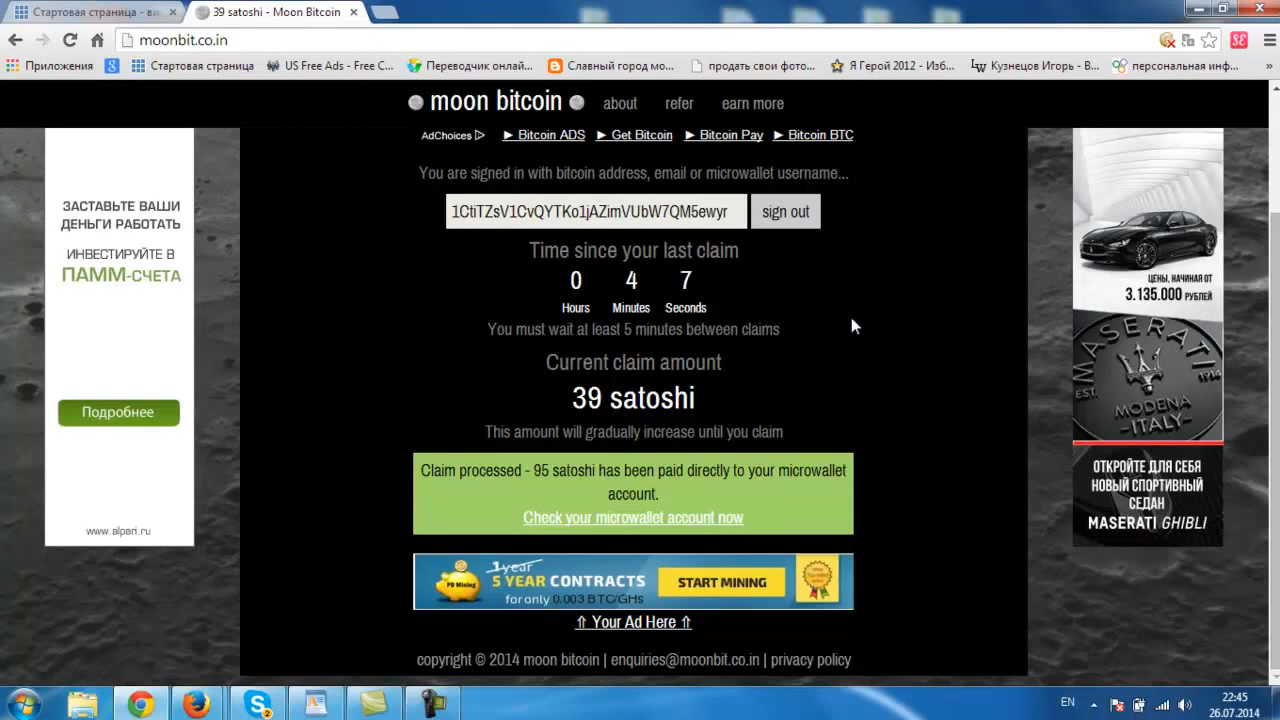 Стартовая страница - ви
39 satoshi - Moon Bitcoin
moonbit.co.in
Приложения
Стартовая страница
US Free Ads - Free C...
Переводчик онлай...
Славный город мо...
продать свои фото...
Я Герой 2012 - Изб...
Кузнецов Игорь - В...
персональная инф...
»
moon bitcoin
about
refer
earn more
AdChoices
► Bitcoin ADS
► Get Bitcoin
► Bitcoin Pay
► Bitcoin BTC
You are signed in with bitcoin address, email or microwallet username...
1CtiTZsV1CvQYTKo1jAZimVUbW7QM5ewyr
sign out
Time since your last claim
0 4 7
Hours Minutes Seconds
You must wait at least 5 minutes between claims
Current claim amount
39 satoshi
This amount will gradually increase until you claim
Claim processed - 95 satoshi has been paid directly to your microwallet
account.
Check your microwallet account now
PB Mining
1 year
5 YEAR CONTRACTS
for only 0.003 BTC/GHs
START MINING
⇑ Your Ad Here ⇑
copyright © 2014 moon bitcoin | enquiries@moonbit.co.in | privacy policy
ЗАСТАВЬТЕ ВАШИ
ДЕНЬГИ РАБОТАТЬ
ИНВЕСТИРУЙТЕ В
ПАММ-СЧЕТА
Подробнее
www.alpari.ru
ЦЕНЫ, НАЧИНАЯ ОТ
3.135.000 РУБЛЕЙ
MASERATI
EST. 1914
MODENA
-ITALY-
ОТКРОЙТЕ ДЛЯ СЕБЯ
НОВЫЙ СПОРТИВНЫЙ
СЕДАН
MASERATI GHIBLI
EN
22:45
26.07.2014